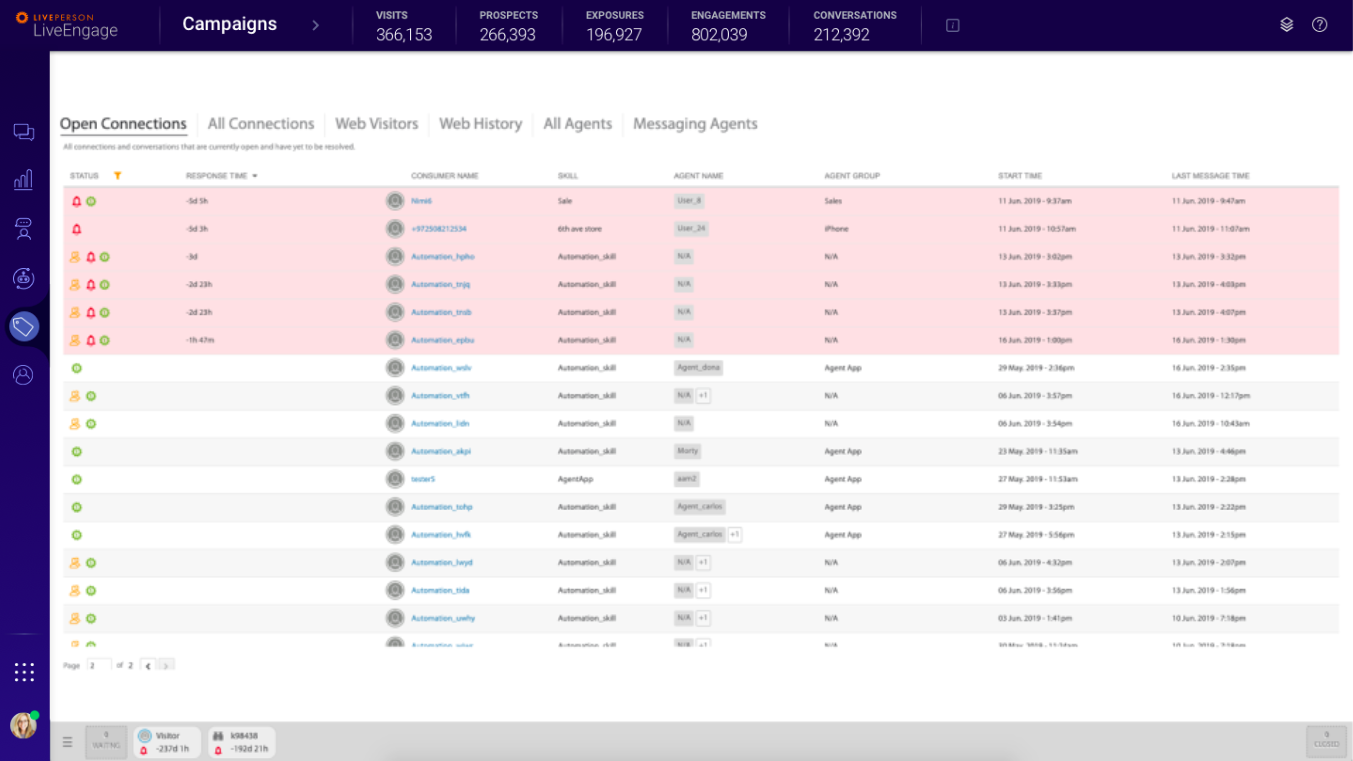 LIVEPERSON
LiveEngage
Campaigns
VISITS 366,153
PROSPECTS 266,393
EXPOSURES 196,927
ENGAGEMENTS 802,039
CONVERSATIONS 212,392
Open Connections All Connections Web Visitors Web History All Agents Messaging Agents
All connections and conversations that are currently open and have yet to be resolved.
STATUS RESPONSE TIME CONSUMER NAME SKILL AGENT NAME AGENT GROUP START TIME LAST MESSAGE TIME
-5d 5h Nimi6 Sale User_8 Sales 11 Jun. 2019 - 9:37am 11 Jun. 2019 - 9:47am
-5d 3h +972508212534 6th ave store User_24 iPhone 11 Jun. 2019 - 10:57am 11 Jun. 2019 - 11:07am
-3d Automation_hpho Automation_skill N/A N/A 13 Jun. 2019 - 3:02pm 13 Jun. 2019 - 3:32pm
-2d 23h Automation_tnjq Automation_skill N/A N/A 13 Jun. 2019 - 3:33pm 13 Jun. 2019 - 4:03pm
-2d 23h Automation_trob Automation_skill N/A N/A 13 Jun. 2019 - 3:37pm 13 Jun. 2019 - 4:07pm
-1h 47m Automation_epbu Automation_skill N/A N/A 16 Jun. 2019 - 1:00pm 16 Jun. 2019 - 1:30pm
Automation_wslv Automation_skill Agent_dona Agent App 29 May. 2019 - 2:36pm 16 Jun. 2019 - 2:35pm
Automation_vtfh Automation_skill N/A +1 N/A 06 Jun. 2019 - 3:57pm 16 Jun. 2019 - 12:17pm
Automation_lidn Automation_skill N/A N/A 06 Jun. 2019 - 3:54pm 16 Jun. 2019 - 10:43am
Automation_akpi Automation_skill Morty Agent App 23 May. 2019 - 11:35am 13 Jun. 2019 - 4:46pm
tester5 AgentApp aam2 Agent App 27 May. 2019 - 11:53am 13 Jun. 2019 - 2:28pm
Automation_tohp Automation_skill Agent_carlos Agent App 29 May. 2019 - 3:25pm 13 Jun. 2019 - 2:22pm
Automation_hvfk Automation_skill Agent_carlos +1 Agent App 27 May. 2019 - 5:56pm 13 Jun. 2019 - 2:15pm
Automation_lwyd Automation_skill N/A +1 N/A 06 Jun. 2019 - 4:32pm 13 Jun. 2019 - 2:07pm
Automation_tida Automation_skill N/A +1 N/A 06 Jun. 2019 - 3:56pm 13 Jun. 2019 - 1:56pm
Automation_uwhy Automation_skill N/A +1 N/A 03 Jun. 2019 - 1:41pm 10 Jun. 2019 - 7:18pm
Automation_skill N/A +1 N/A 30 May. 2019 - 11:24am 10 Jun. 2019 - 7:18pm
Page 2 of 2
0 WAITING
Visitor -237d 1h
k98438 -192d 21h
0 CLOSED